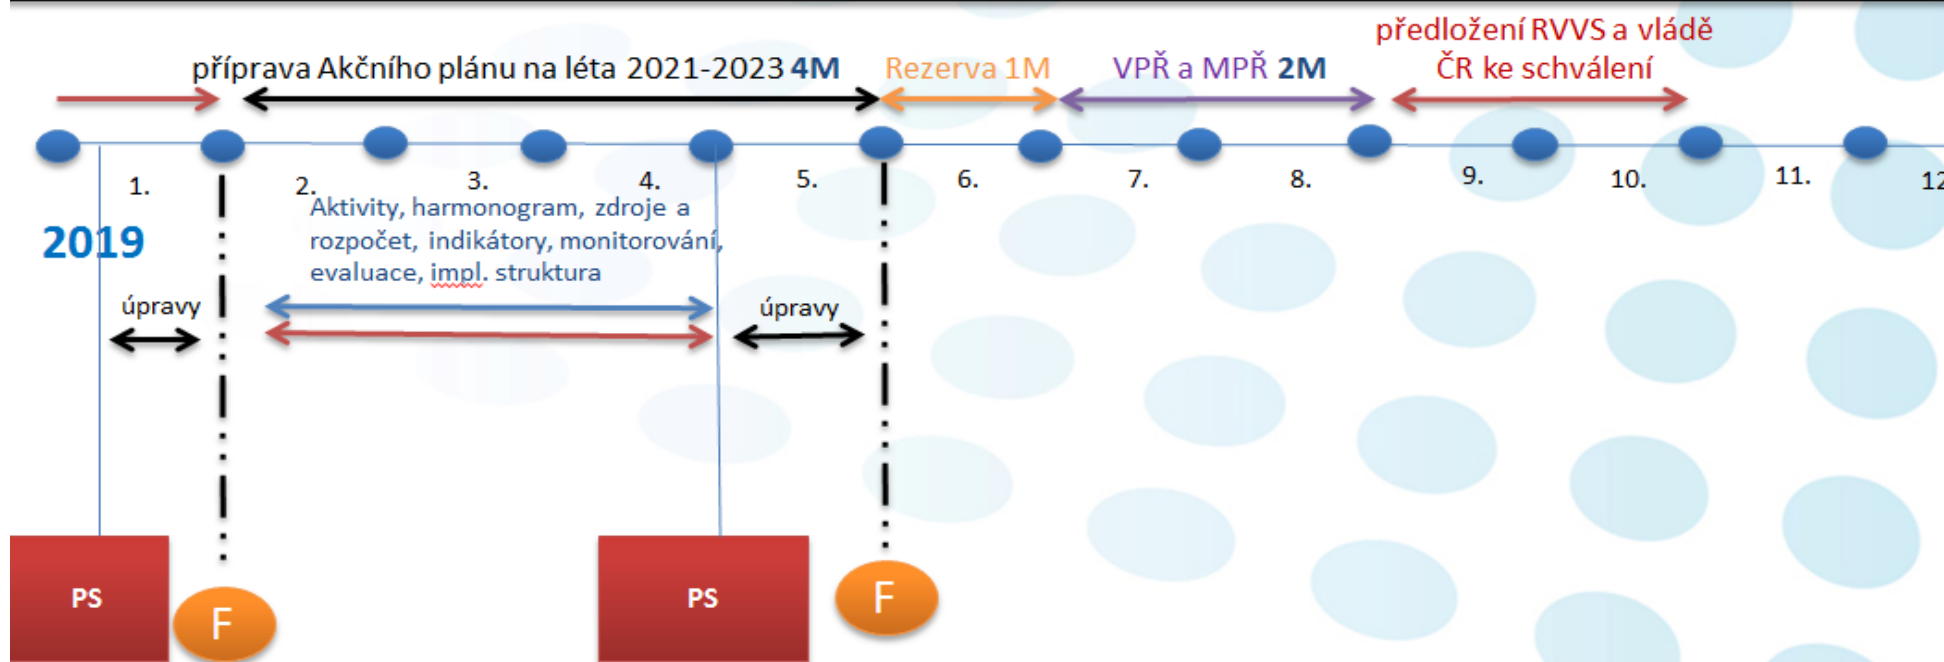 předložení RVVS a vládě
ČR ke schválení
příprava Akčního plánu na léta 2021-2023 4M
Rezerva 1M
VPŘ a MPŘ 2M
1.
2.
3.
4.
5.
6.
7.
8.
9.
10.
11.
12
2019
Aktivity, harmonogram, zdroje a
rozpočet, indikátory, monitorování,
evaluace, impl. struktura
úpravy
úpravy
PS
F
PS
F